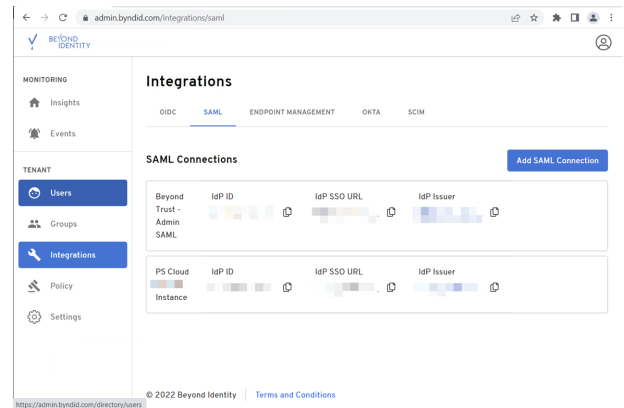 admin.byndid.com/integrations/saml
BEYOND
IDENTITY
MONITORING
Insights
Events
TENANT
Users
Groups
Integrations
Policy
Settings
Integrations
OIDC SAML ENDPOINT MANAGEMENT OKTA SCIM
SAML Connections
Add SAML Connection
Beyond Trust - Admin SAML
IdP ID IdP SSO URL IdP Issuer
PS Cloud
Instance
IdP ID IdP SSO URL IdP Issuer
© 2022 Beyond Identity Terms and Conditions
https://admin.byndid.com/directory/users